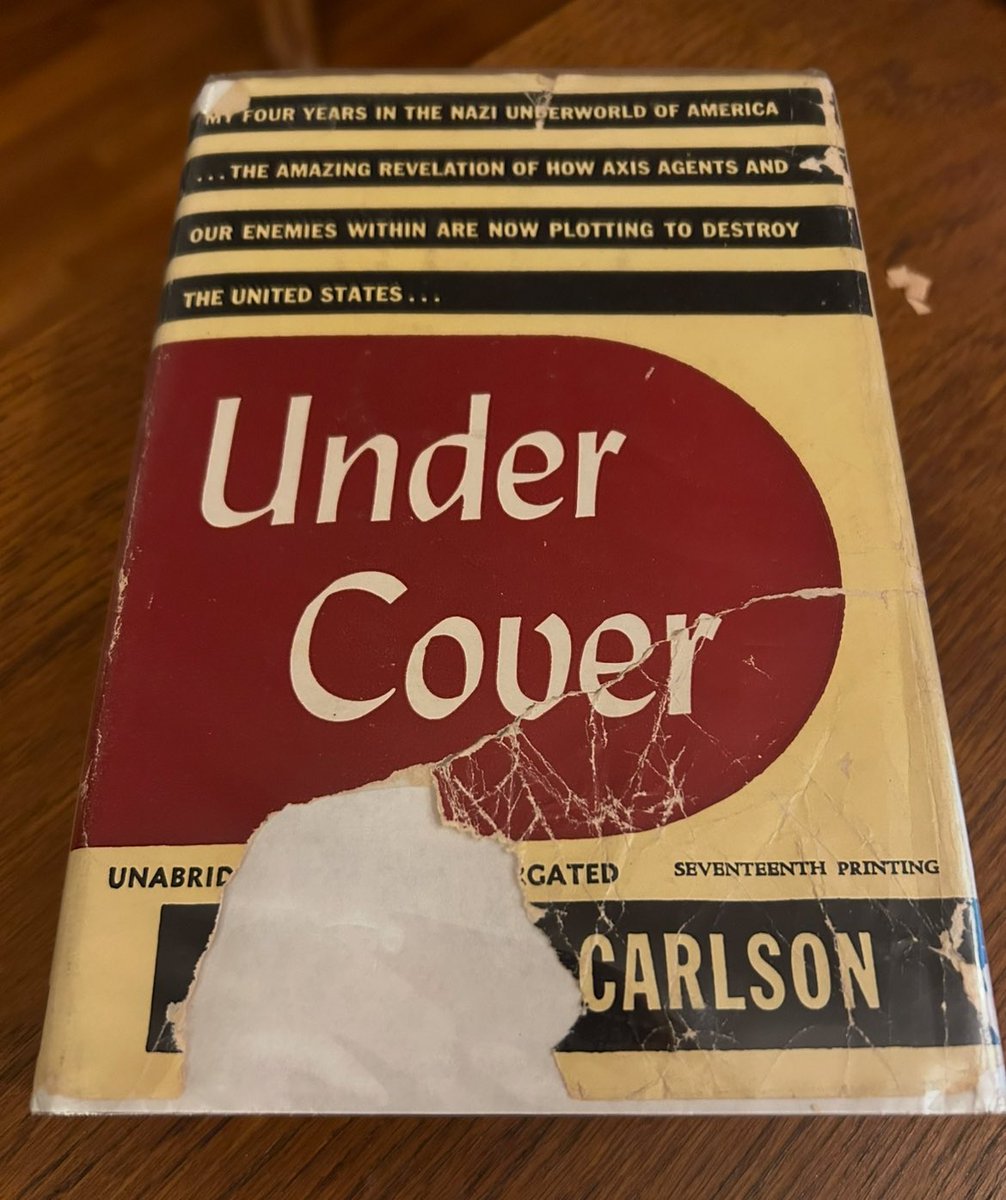 MY FOUR YEARS IN THE NAZI UNDERWORLD OF AMERICA
...THE AMAZING REVELATION OF HOW AXIS AGENTS AND
OUR ENEMIES WITHIN ARE NOW PLOTTING TO DESTROY
THE UNITED STATES...
Under
Cover
SEVENTEENTH PRINTING
CARLSON